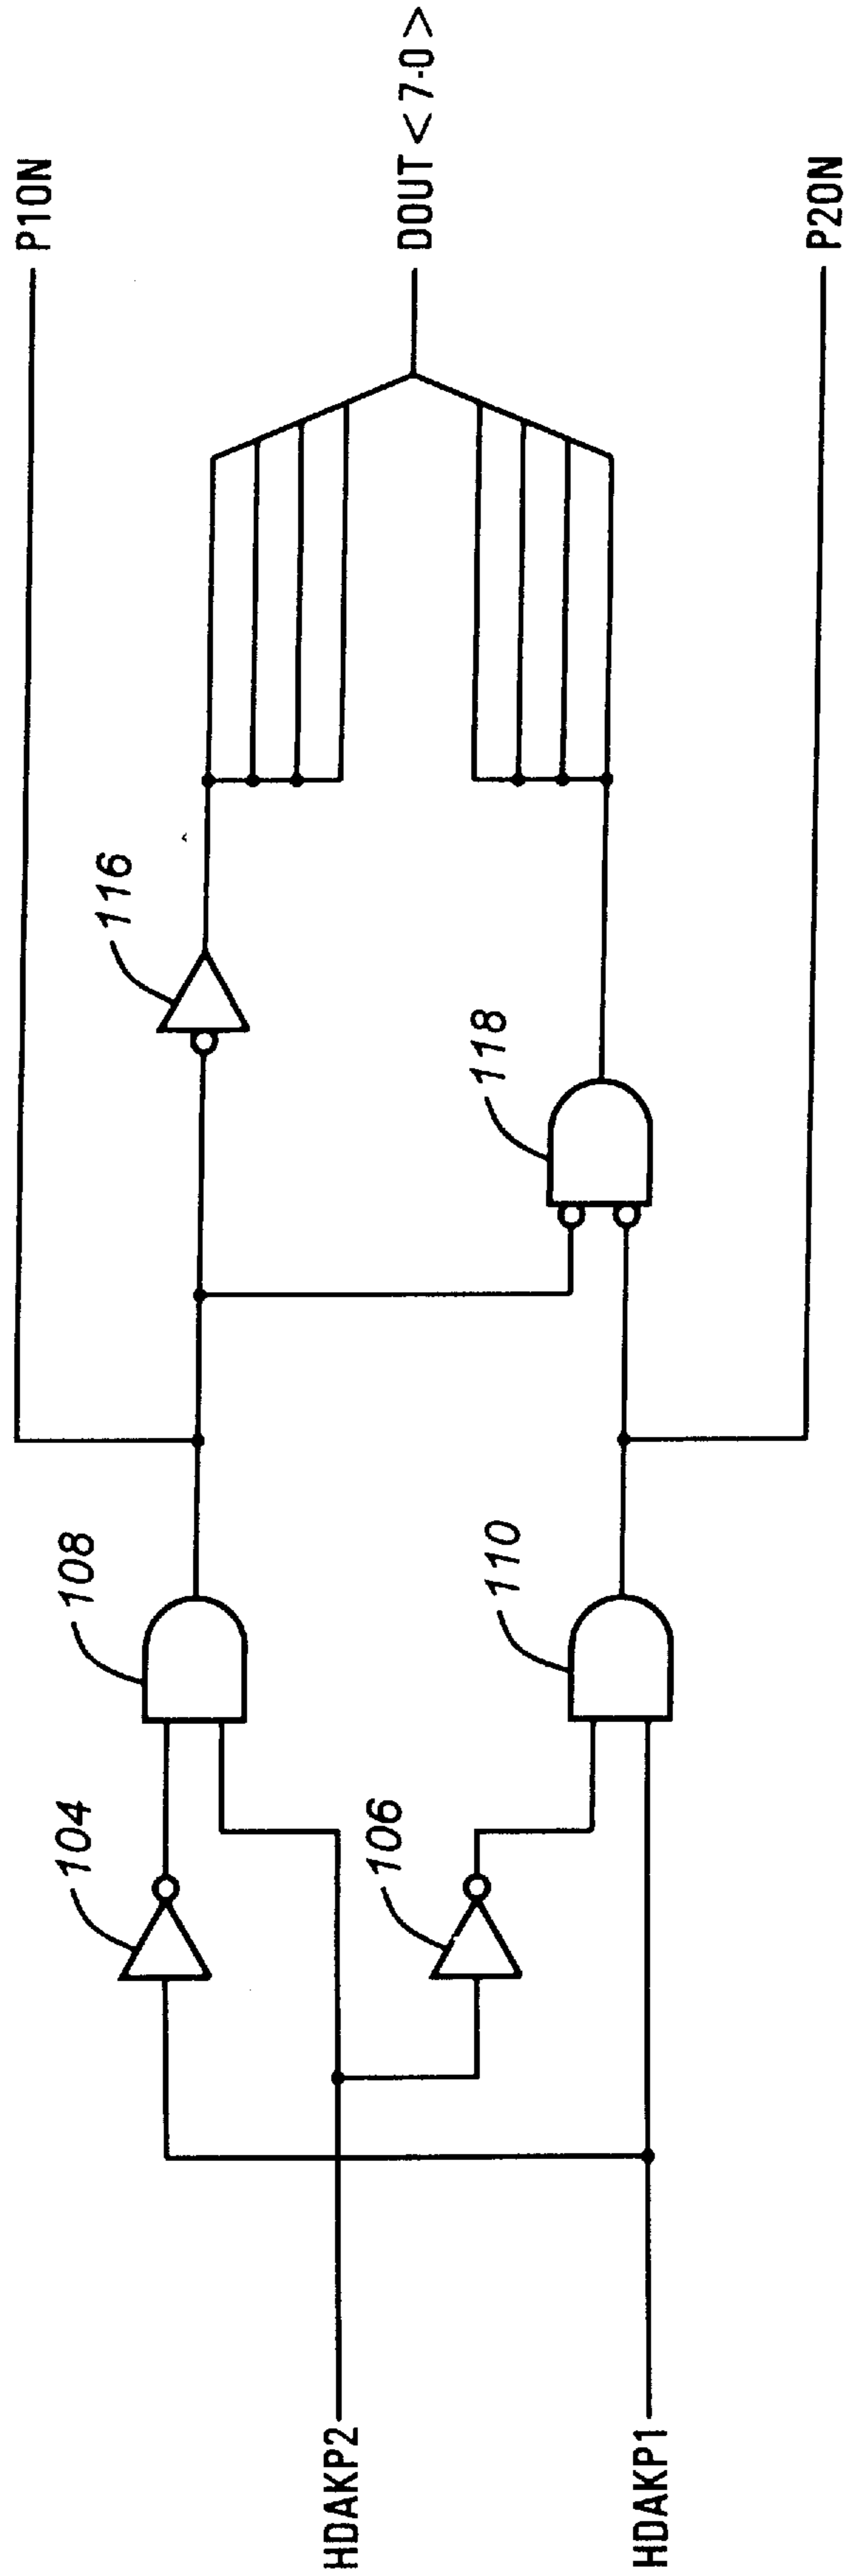 P1ON
DOUT<7-0>
P2ON
116
118
108
110
104
106
HDAKP2
HDAKP1